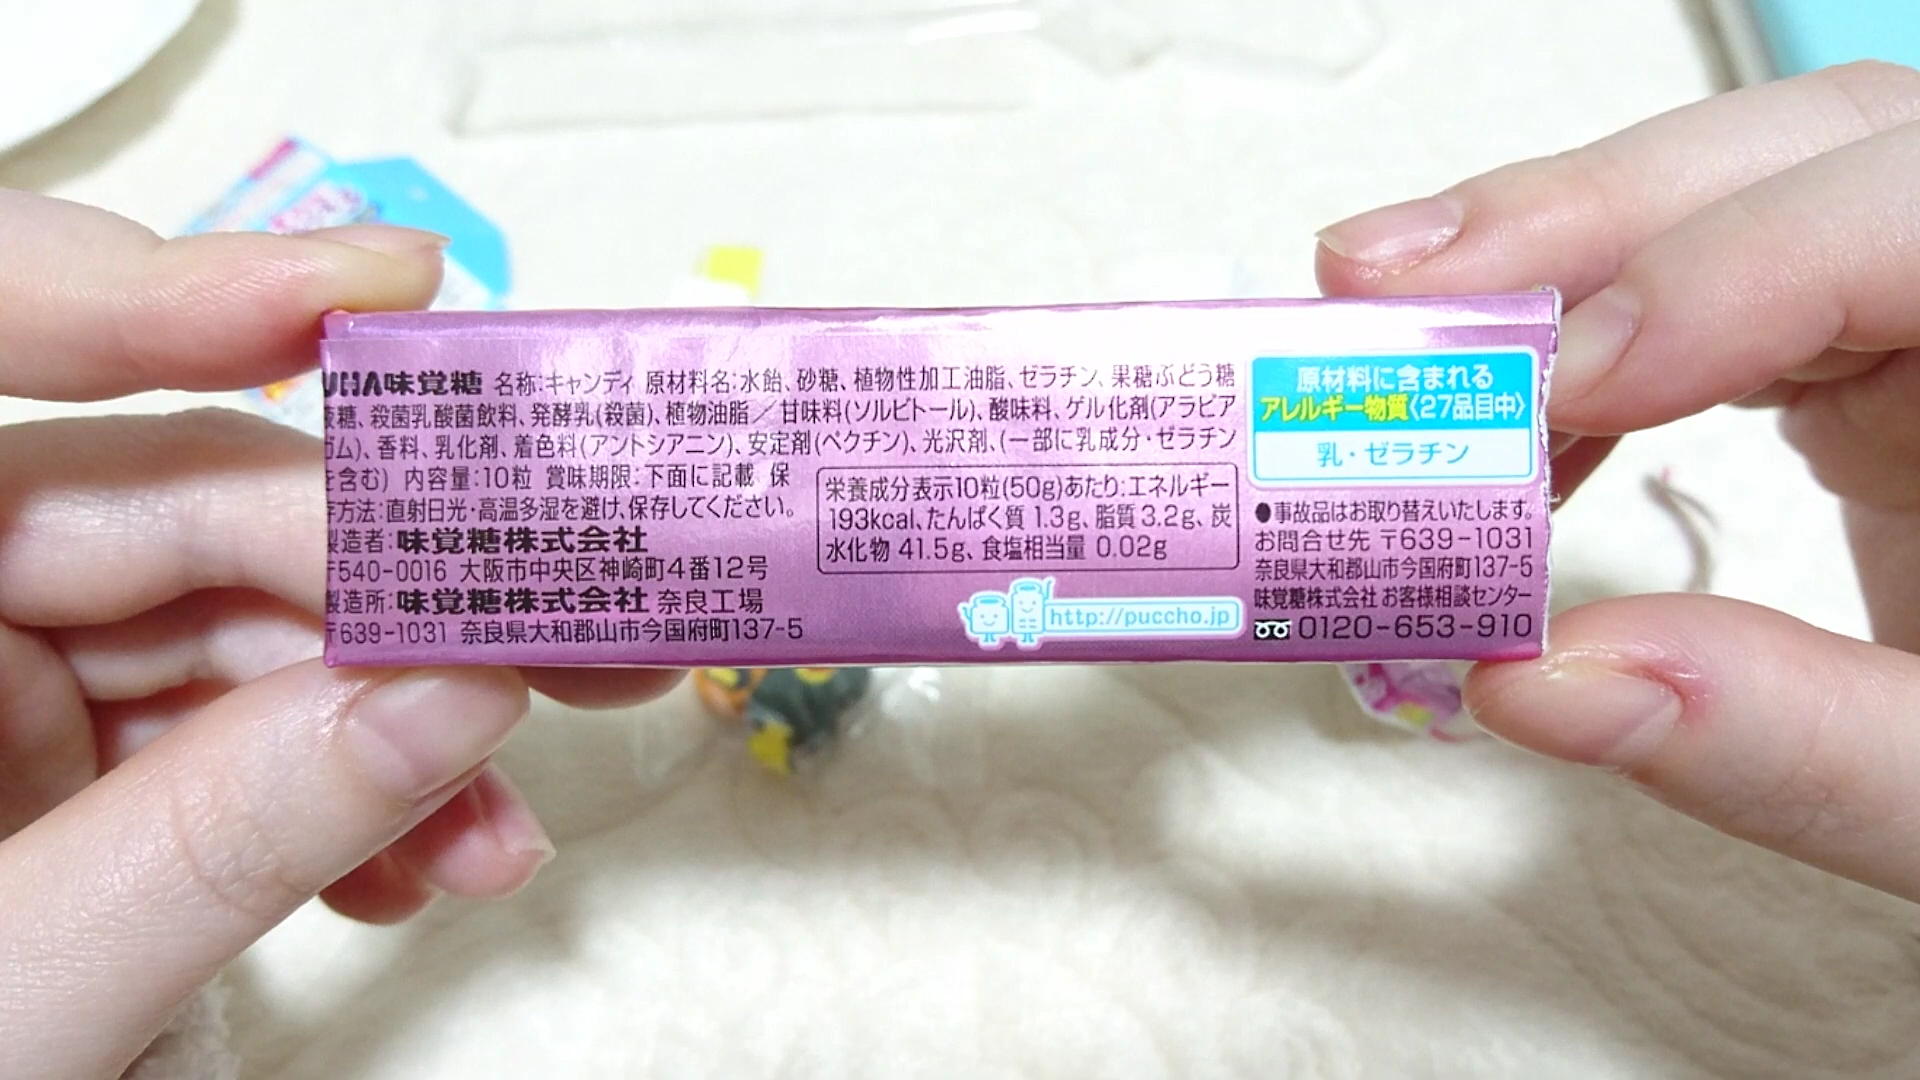 UHA味覚糖 名称:キャンディ 原材料名:水飴、砂糖、植物性加工油脂、ゼラチン、果糖ぶどう糖
液糖、殺菌乳酸菌飲料、発酵乳(殺菌)、植物油脂／甘味料(ソルビトール)、酸味料、ゲル化剤(アラビア
ガム)、香料、乳化剤、着色料(アントシアニン)、安定剤(ペクチン)、光沢剤、(一部に乳成分・ゼラチン
を含む) 内容量:10粒 賞味期限:下面に記載 保
存方法:直射日光・高温多湿を避け、保存してください。
製造者:味覚糖株式会社
〒540-0016 大阪市中央区神崎町4番12号
製造所:味覚糖株式会社 奈良工場
〒639-1031 奈良県大和郡山市今国府町137-5
栄養成分表示10粒(50g)あたり:エネルギー
193kcal、たんぱく質 1.3g、脂質 3.2g、炭
水化物 41.5g、食塩相当量 0.02g
http://puccho.jp
原材料に含まれる
アレルギー物質〈27品目中〉
乳・ゼラチン
●事故品はお取り替えいたします。
お問合せ先 〒639-1031
奈良県大和郡山市今国府町137-5
味覚糖株式会社 お客様相談センター
0120-653-910